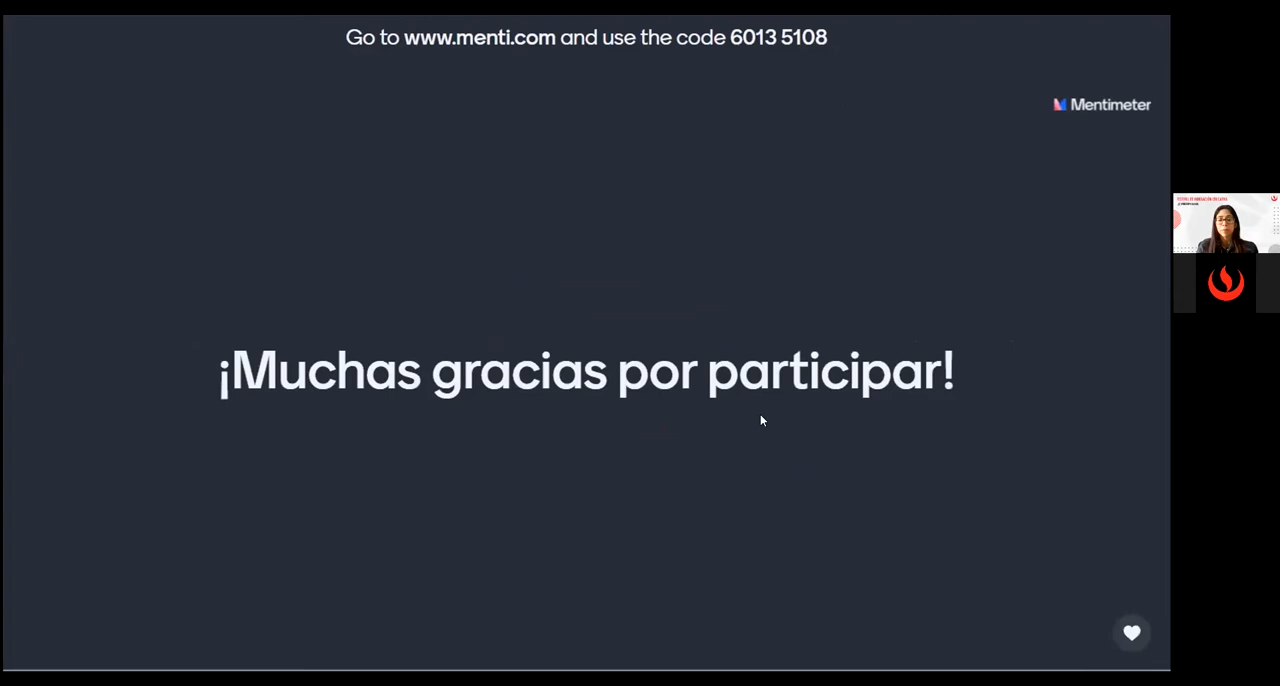 Go to www.menti.com and use the code 6013 5108
Mentimeter
¡Muchas gracias por participar!